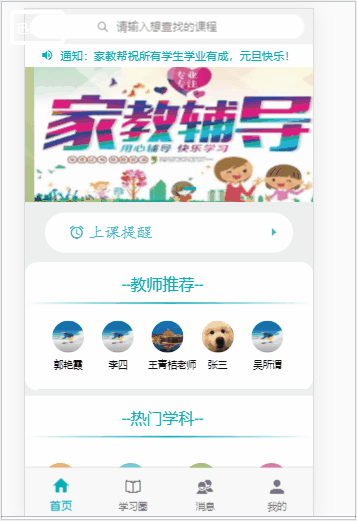 请输入想查找的课程
通知：家教帮祝所有学生学业有成，元旦快乐！
专业
专注
家教辅导
用心辅导 快乐学习
上课提醒
--教师推荐--
郭艳霞
李四
王青桔老师
张三
吴所谓
--热门学科--
首页
学习圈
消息
我的